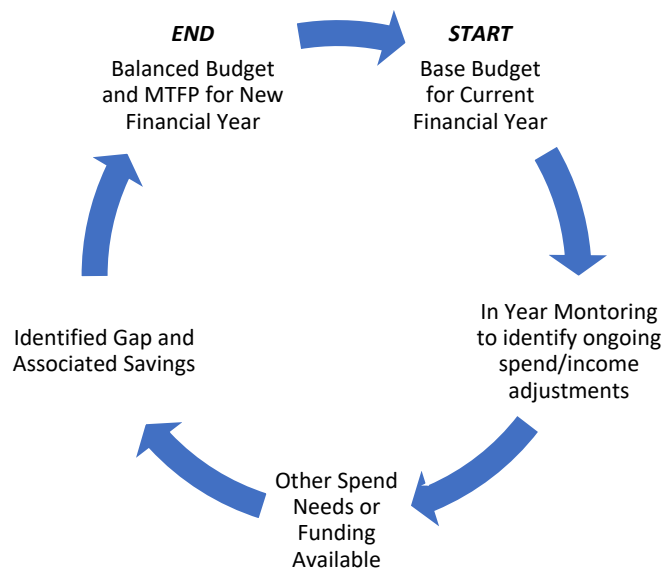 END
Balanced Budget
and MTFP for New
Financial Year
START
Base Budget
for Current
Financial Year
In Year Montoring
to identify ongoing
spend/income
adjustments
Other Spend
Needs or
Funding
Available
Identified Gap and
Associated Savings